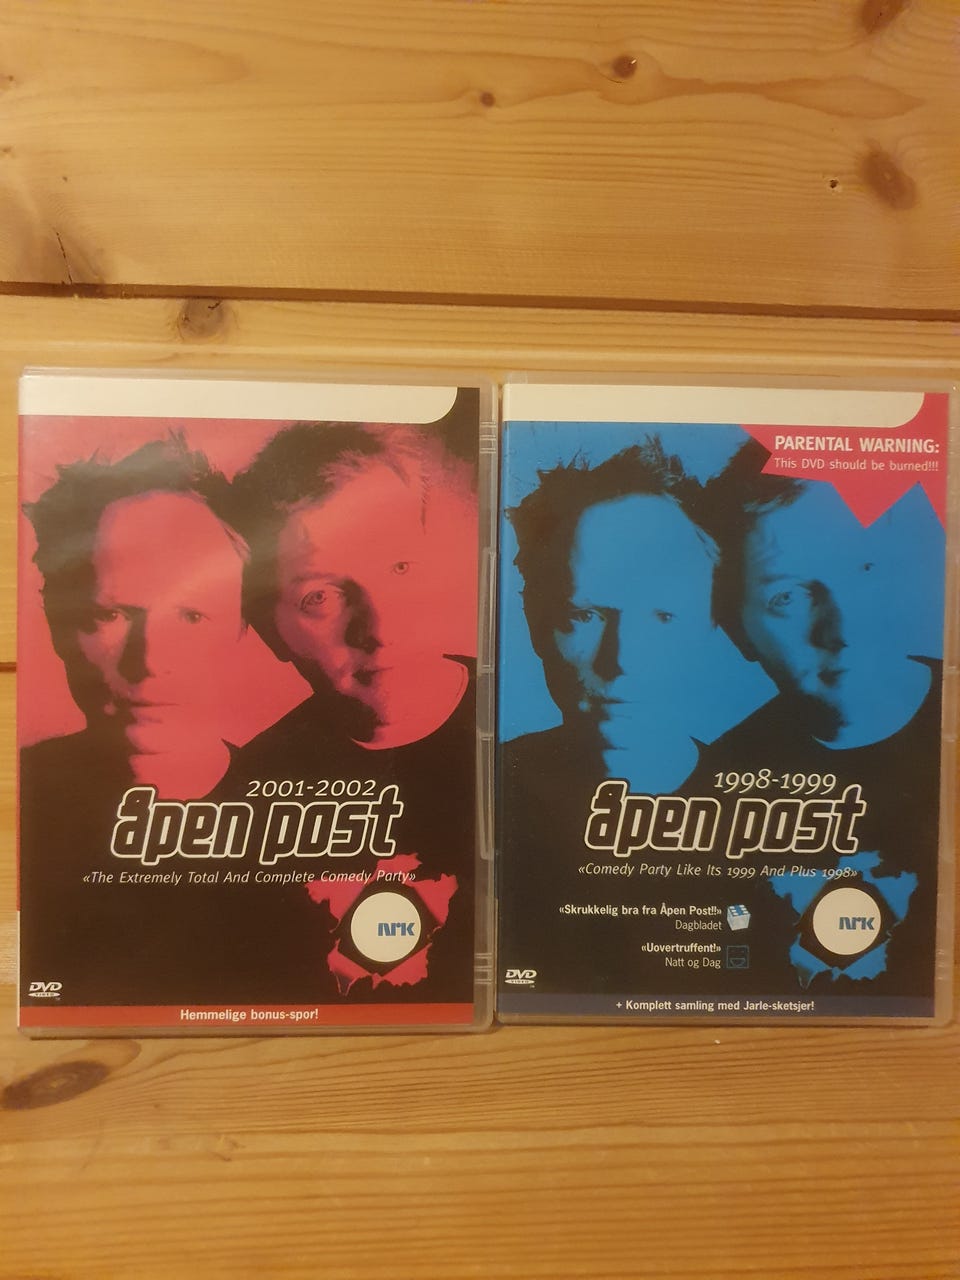 2001-2002
åpen post
«The Extremely Total And Complete Comedy Party»
nrk
DVD
VIDEO
Hemmelige bonus-spor!
PARENTAL WARNING:
This DVD should be burned!!!
1998-1999
åpen post
«Comedy Party Like Its 1999 And Plus 1998»
«Skrukkelig bra fra Åpen Post!!»
Dagbladet
«Uovertruffent!»
Natt og Dag
nrk
DVD
VIDEO
+ Komplett samling med Jarle-sketsjer!